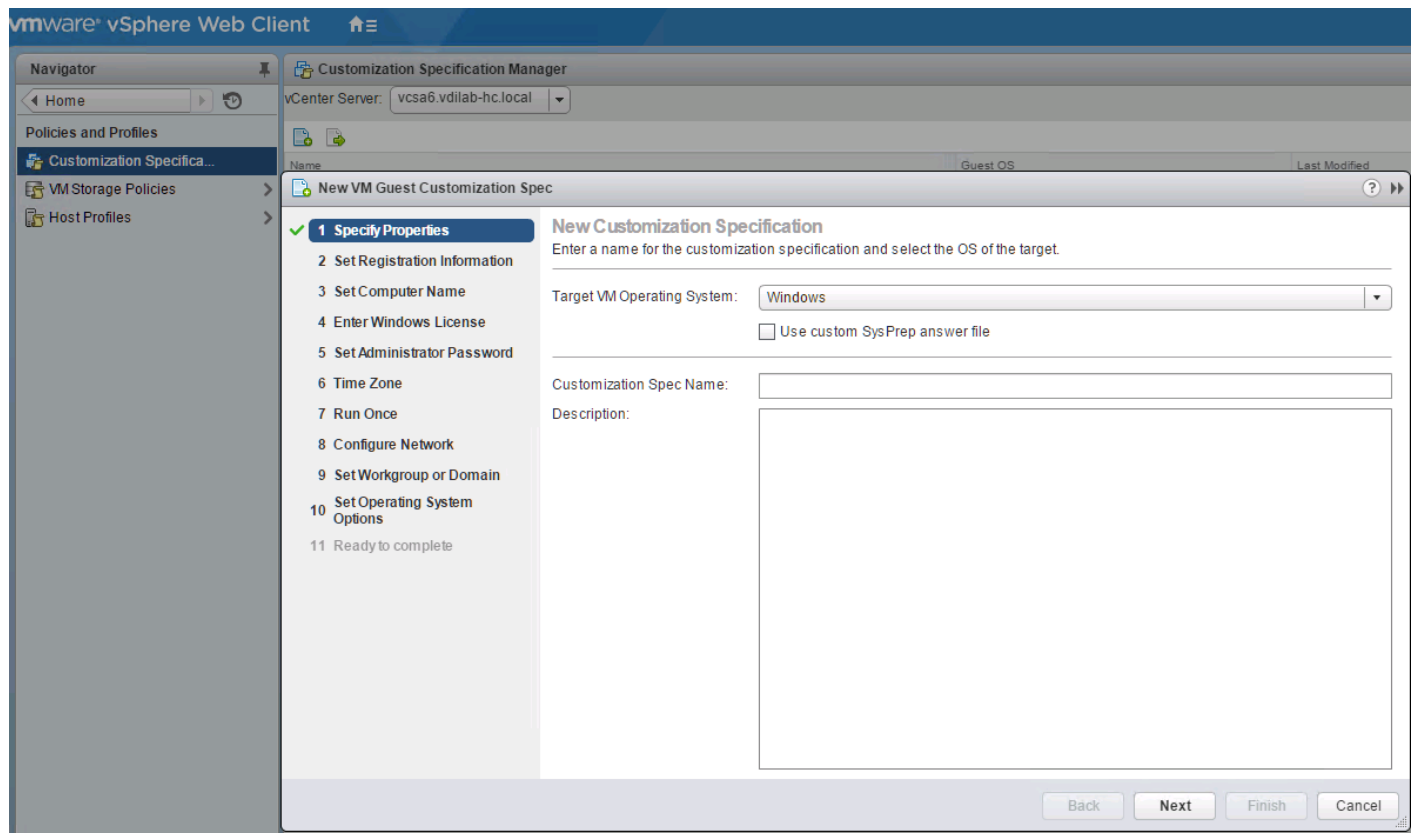 vmware® vSphere Web Client
Navigator
Home
Policies and Profiles
Customization Specifica...
VM Storage Policies
Host Profiles
Customization Specification Manager
vCenter Server: vcsa6.vdilab-hc.local
Name Guest OS Last Modified
New VM Guest Customization Spec ?
1 Specify Properties
2 Set Registration Information
3 Set Computer Name
4 Enter Windows License
5 Set Administrator Password
6 Time Zone
7 Run Once
8 Configure Network
9 Set Workgroup or Domain
10 Set Operating System
Options
11 Ready to complete
New Customization Specification
Enter a name for the customization specification and select the OS of the target.
Target VM Operating System: Windows
Use custom SysPrep answer file
Customization Spec Name:
Description:
Back Next Finish Cancel